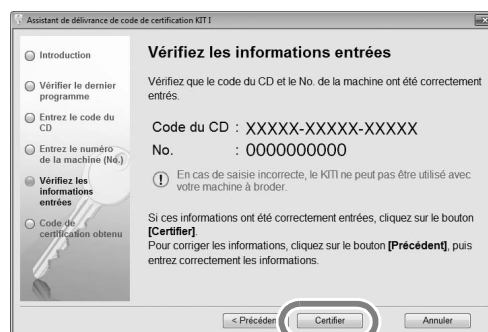 Assistant de délivrance de code de certification KIT I
Introduction
Vérifier le dernier
programme
Entrez le code du
CD
Entrez le numéro
de la machine (No.)
Vérifiez les
informations
entrées
Code de
certification obtenu
Vérifiez les informations entrées
Vérifiez que le code du CD et le No. de la machine ont été correctement
entrés.
Code du CD : XXXXX-XXXXX-XXXXX
No. : 0000000000
En cas de saisie incorrecte, le KITI ne peut pas être utilisé avec
votre machine à broder.
Si ces informations ont été correctement entrées, cliquez sur le bouton
[Certifier].
Pour corriger les informations, cliquez sur le bouton [Précédent], puis
entrez correctement les informations.
< Précéden
Certifier
Annuler